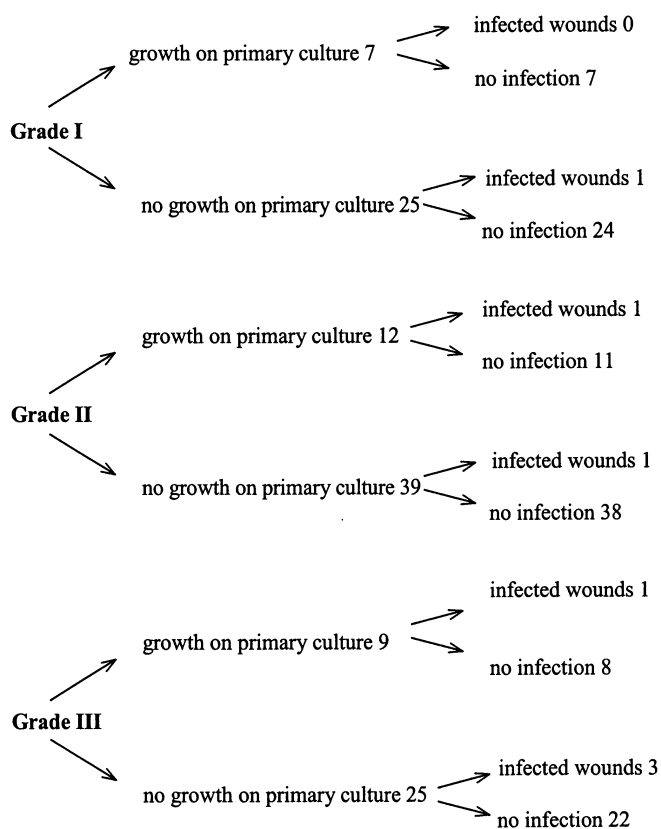 infected wounds 0
growth on primary culture 7
no infection 7
Grade I
infected wounds 1
no growth on primary culture 25
no infection 24
infected wounds 1
growth on primary culture 12
no infection 11
Grade II
infected wounds 1
no growth on primary culture 39
no infection 38
infected wounds 1
growth on primary culture 9
no infection 8
Grade III
infected wounds 3
no growth on primary culture 25
no infection 22